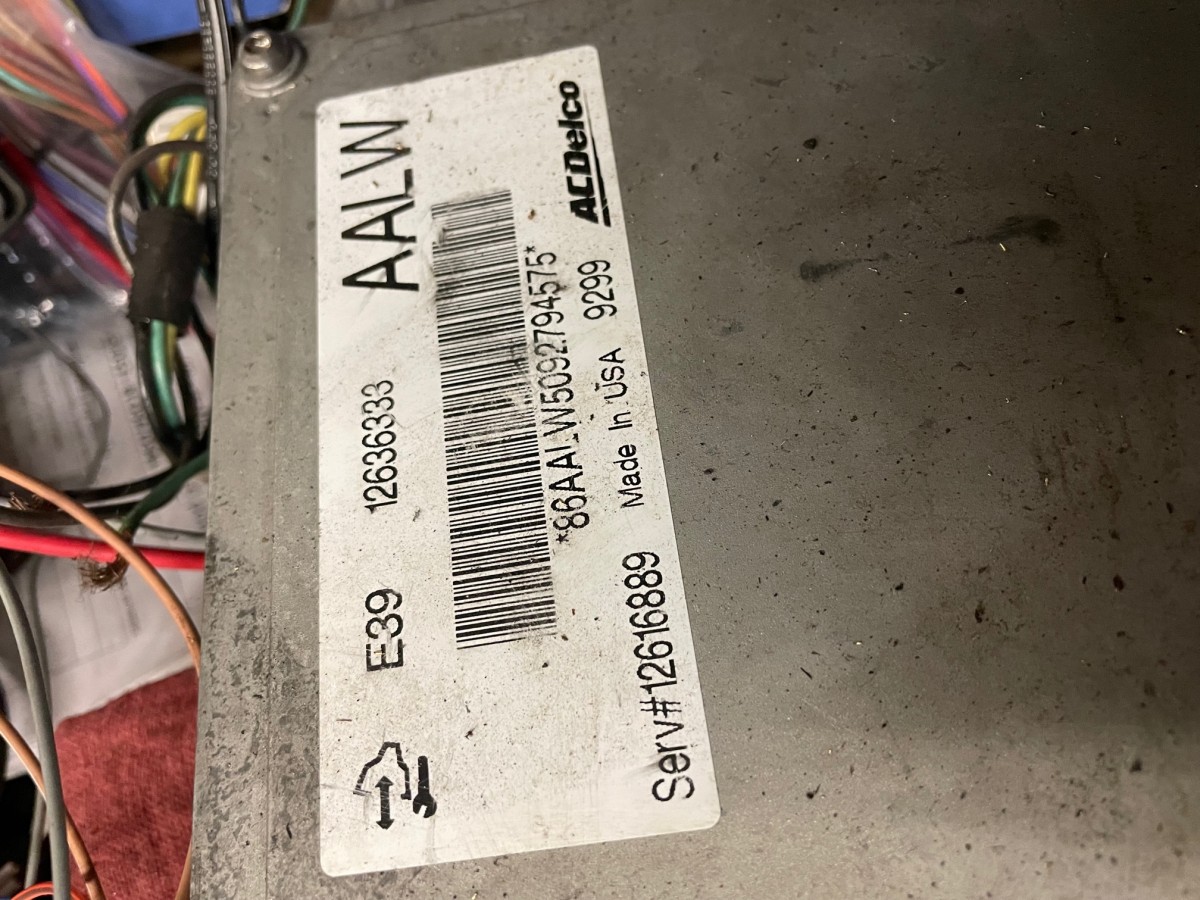 E39 12636333 AALW
*86AALW5092794575*
Serv#12616889 Made In USA 9299 ACDelco